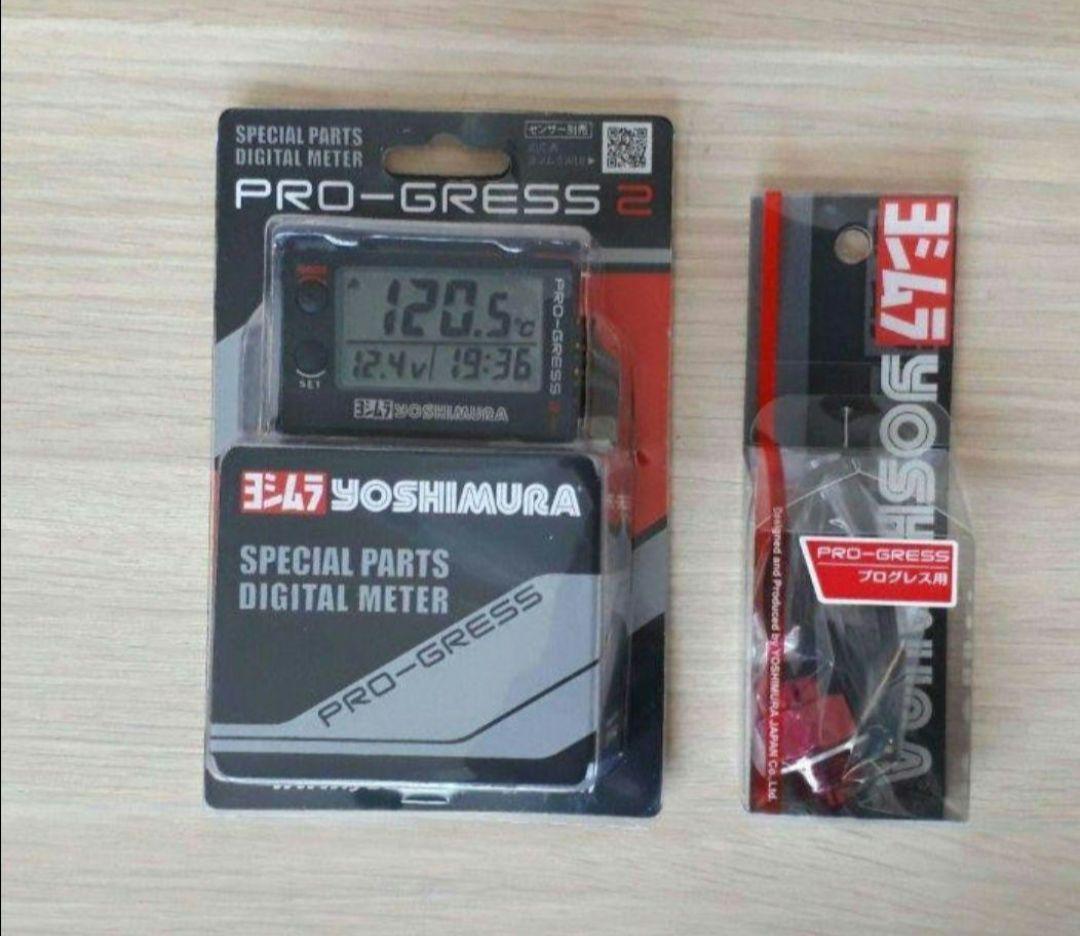 SPECIAL PARTS
DIGITAL METER
センサー別売
PRO-GRESS 2
120.5℃
12.4v 19:36
SET
PRO-GRESS 2
ヨシムラ YOSHIMURA
ヨシムラ YOSHIMURA
SPECIAL PARTS
DIGITAL METER
PRO-GRESS
ヨシムラ
PRO-GRESS
プログレス用
Designed and Produced by YOSHIMURA JAPAN Co.,Ltd.